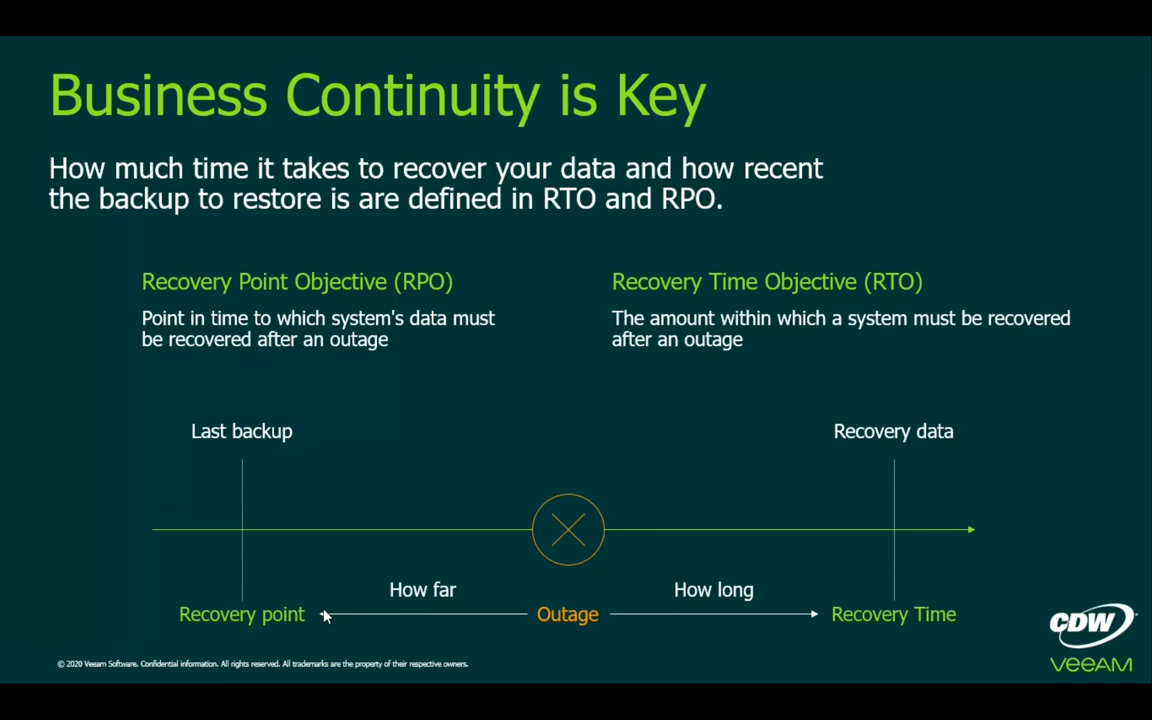 Business Continuity is Key
How much time it takes to recover your data and how recent
the backup to restore is are defined in RTO and RPO.
Recovery Point Objective (RPO)
Point in time to which system's data must
be recovered after an outage
Recovery Time Objective (RTO)
The amount within which a system must be recovered
after an outage
Last backup
Recovery data
How far
How long
Recovery point
Outage
Recovery Time
CDW
veeAM
© 2020 Veeam Software. Confidential information. All rights reserved. All trademarks are the property of their respective owners.